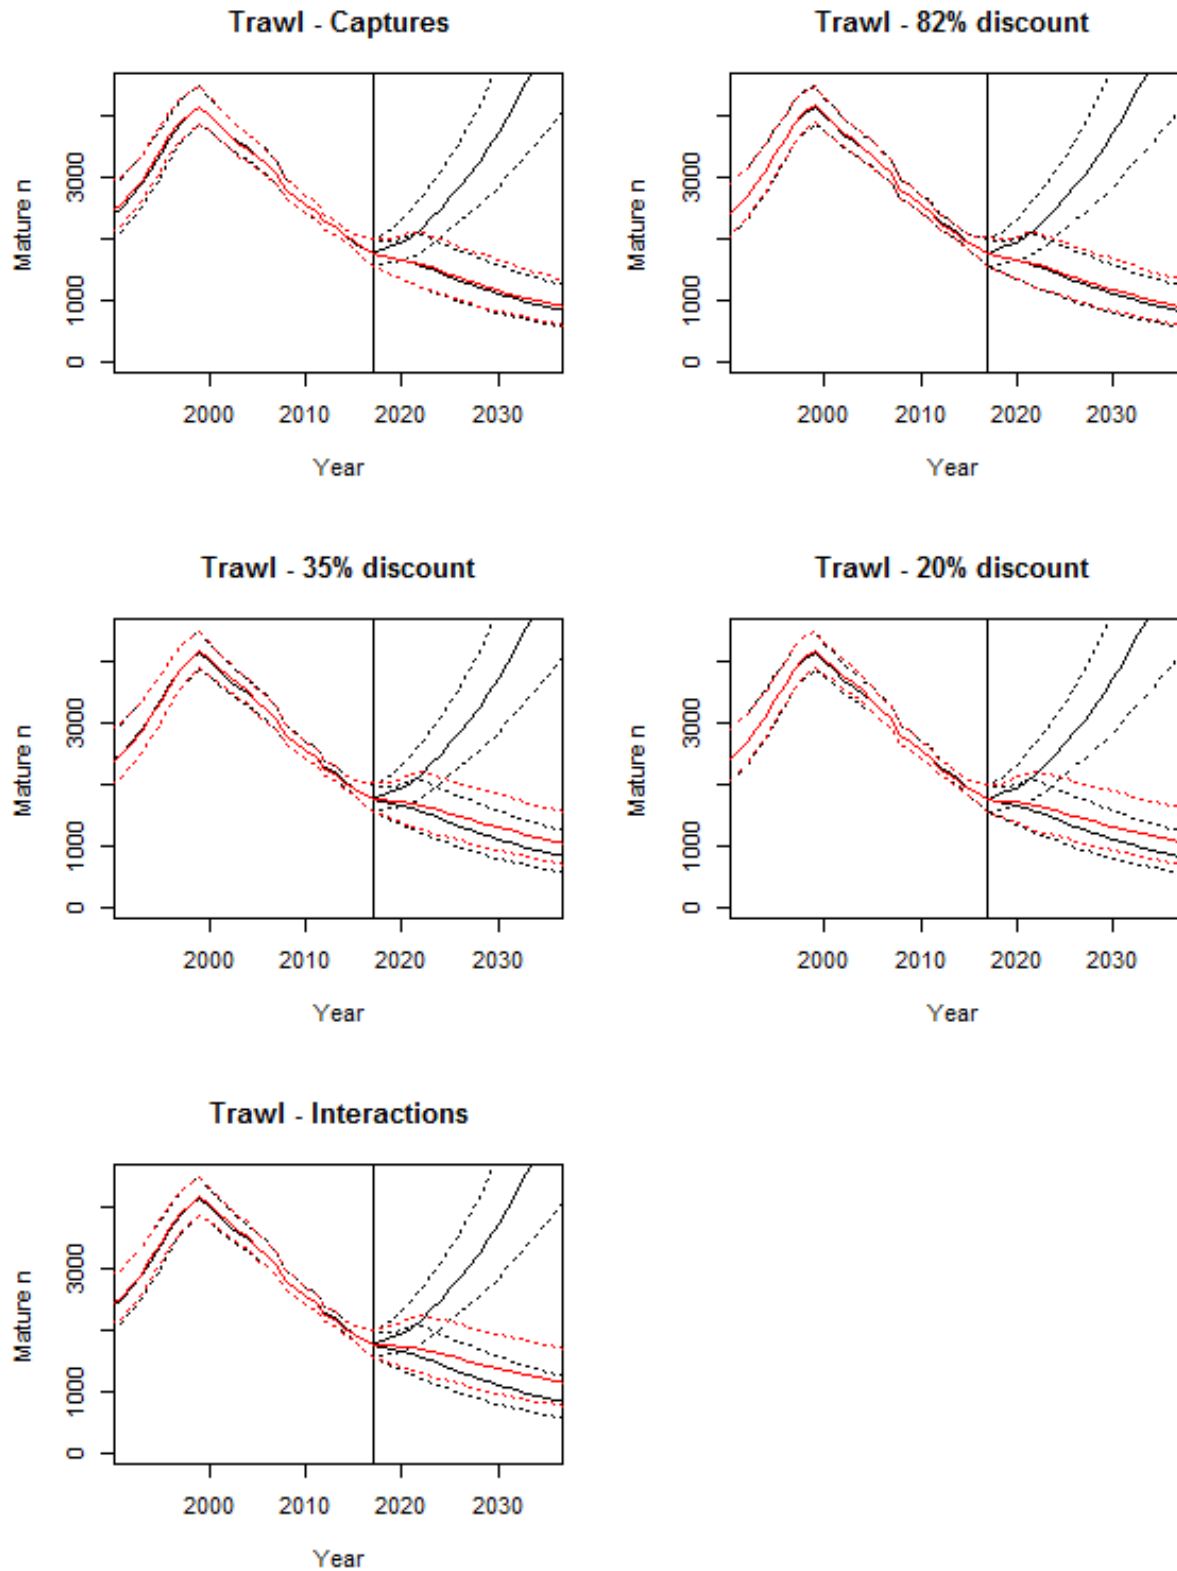 Trawl - Captures
Trawl - 82% discount
Mature n
0 1000 3000
2000 2010 2020 2030
Year
Mature n
0 1000 3000
2000 2010 2020 2030
Year
Trawl - 35% discount
Trawl - 20% discount
Mature n
0 1000 3000
2000 2010 2020 2030
Year
Mature n
0 1000 3000
2000 2010 2020 2030
Year
Trawl - Interactions
Mature n
0 1000 3000
2000 2010 2020 2030
Year